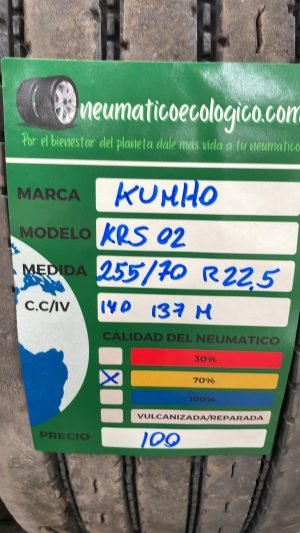 neumaticoecologico.com
Por el bienestar del planeta dale más vida a tu neumatico
MARCA KUMHO
MODELO KRS 02
MEDIDA 255/70 R22,5
C.C/IV 140 137 M
CALIDAD DEL NEUMATICO
30%
X 70%
100%
VULCANIZADA/REPARADA
PRECIO 100